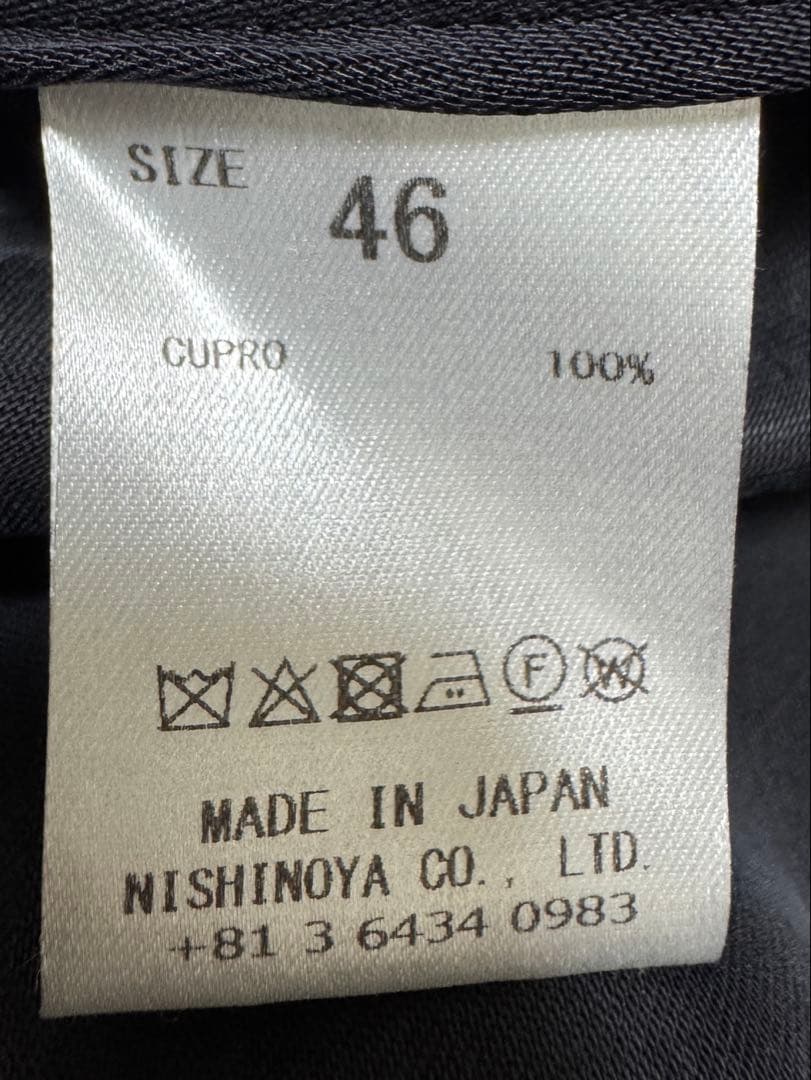 SIZE 46
CUPRO 100%
F W
MADE IN JAPAN
NISHINOYA CO., LTD.
+81 3 6434 0983